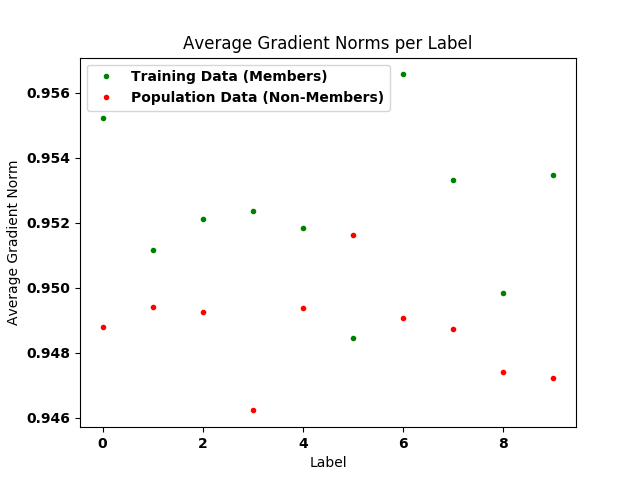 Average Gradient Norms per Label
Training Data (Members)
Population Data (Non-Members)
Average Gradient Norm
0.956
0.954
0.952
0.950
0.948
0.946
0 2 4 6 8
Label